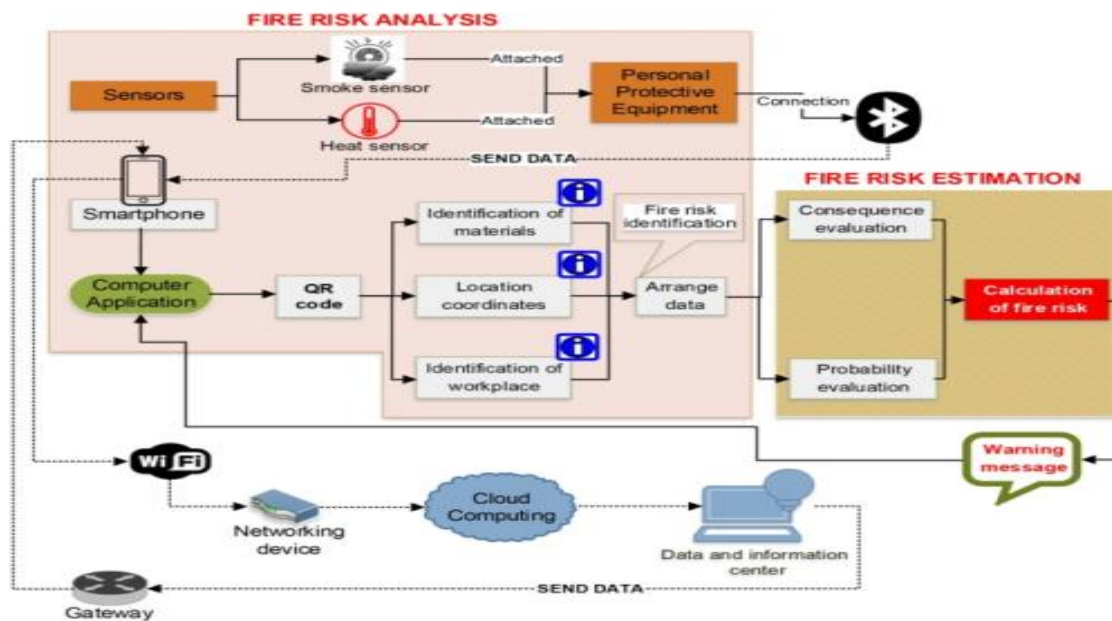 FIRE RISK ANALYSIS
Sensors
Smoke sensor
Attached
Heat sensor
Attached
Personal
Protective
Equipment
Connection
SEND DATA
Smartphone
Computer
Application
QR
code
Identification of
materials
Location
coordinates
Identification of
workplace
Fire risk
identification
Arrange
data
FIRE RISK ESTIMATION
Consequence
evaluation
Probability
evaluation
Calculation
of fire risk
Warning
message
Wi Fi
Networking
device
Cloud
Computing
Data and information
center
SEND DATA
Gateway